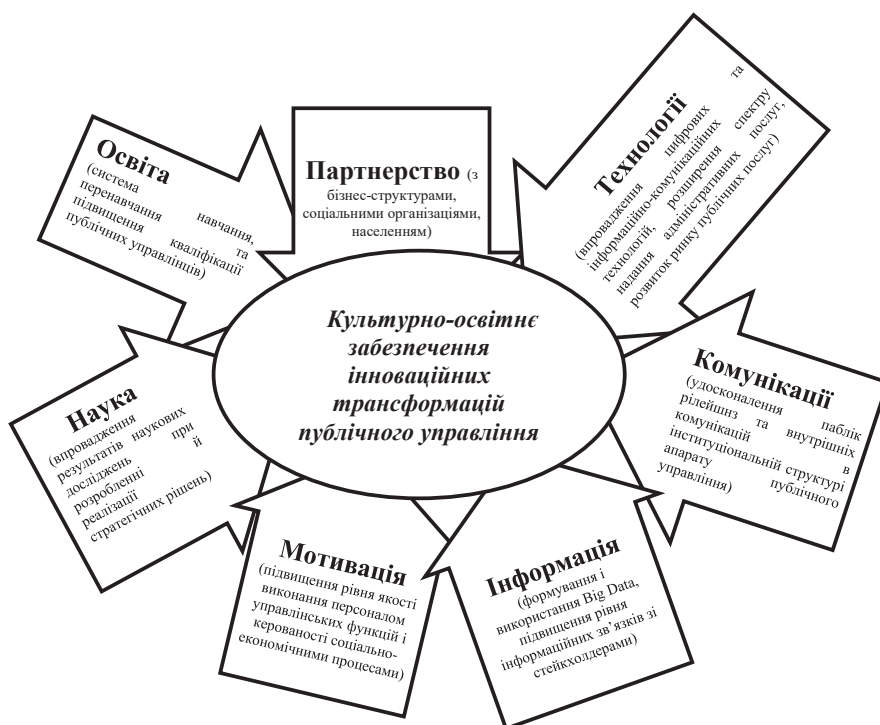 Освіта
(система навчання,
перенавчання та
підвищення кваліфікації
публічних управлінців)
Партнерство (з
бізнес-структурами,
соціальними організаціями,
населенням)
Технології
(впровадження цифрових та
інформаційно-комунікаційних
технологій, розширення спектру
надання адміністративних послуг,
розвиток ринку публічних послуг)
Культурно-освітнє
забезпечення
інноваційних
трансформацій
публічного управління
Наука
(впровадження
результатів наукових
досліджень при
розробленні й
реалізації
стратегічних рішень)
Комунікації
(удосконалення паблік
рілейшнз та внутрішніх
комунікацій в
інституціональній структурі
апарату публічного
управління)
Мотивація
(підвищення рівня якості
виконання персоналом
управлінських функцій і
керованості соціально-
економічними процесами)
Інформація
(формування і
використання Big Data,
підвищення рівня
інформаційних зв’язків зі
стейкхолдерами)